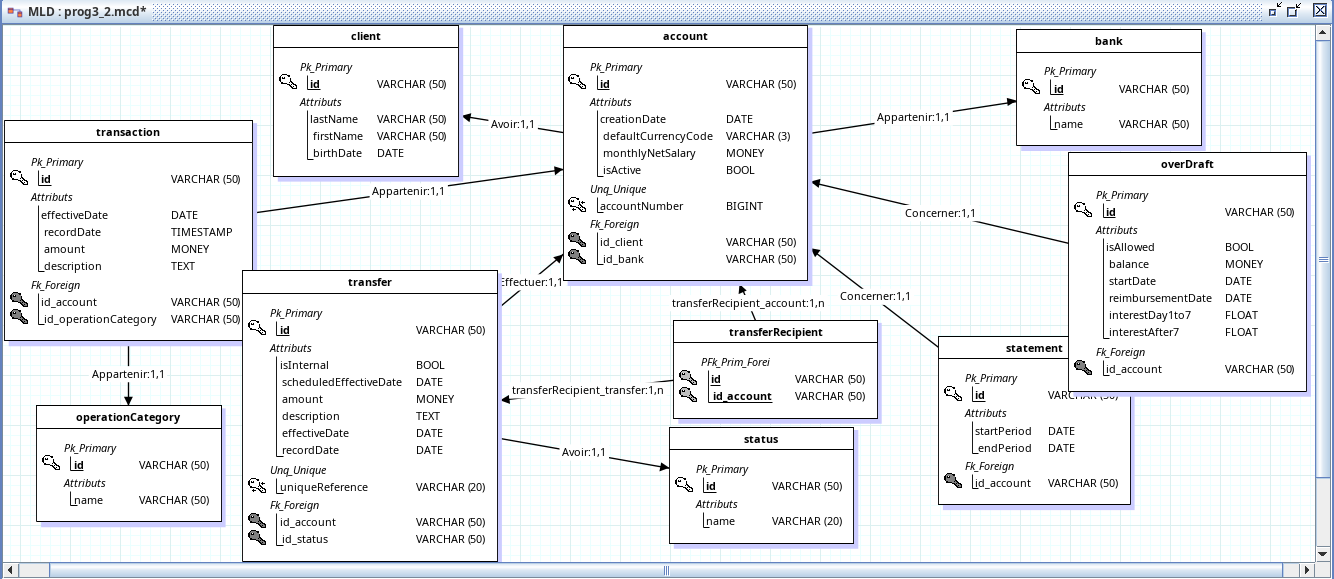 MLD : prog3_2.mcd*
client
Pk_Primary
id VARCHAR (50)
Attributs
lastName VARCHAR (50)
firstName VARCHAR (50)
birthDate DATE
account
Pk_Primary
id VARCHAR (50)
Attributs
creationDate DATE
defaultCurrencyCode VARCHAR (3)
monthlyNetSalary MONEY
isActive BOOL
Unq_Unique
accountNumber BIGINT
Fk_Foreign
id_client VARCHAR (50)
id_bank VARCHAR (50)
bank
Pk_Primary
id VARCHAR (50)
Attributs
name VARCHAR (50)
Avoir:1,1
Appartenir:1,1
transaction
Pk_Primary
id VARCHAR (50)
Attributs
effectiveDate DATE
recordDate TIMESTAMP
amount MONEY
description TEXT
Fk_Foreign
id_account VARCHAR (50)
id_operationCategory VARCHAR (50)
Appartenir:1,1
overDraft
Pk_Primary
id VARCHAR (50)
Attributs
isAllowed BOOL
balance MONEY
startDate DATE
reimbursementDate DATE
interestDay1to7 FLOAT
interestAfter7 FLOAT
Fk_Foreign
id_account VARCHAR (50)
Concerner:1,1
Effectuer:1,1
transferRecipient_account:1,n
Concerner:1,1
transfer
Pk_Primary
id VARCHAR (50)
Attributs
isInternal BOOL
scheduledEffectiveDate DATE
amount MONEY
description TEXT
effectiveDate DATE
recordDate DATE
Unq_Unique
uniqueReference VARCHAR (20)
Fk_Foreign
id_account VARCHAR (50)
id_status VARCHAR (50)
transferRecipient
PFk_Prim_Forei
id VARCHAR (50)
id_account VARCHAR (50)
transferRecipient_transfer:1,n
statement
Pk_Primary
id VARCHAR (50)
Attributs
startPeriod DATE
endPeriod DATE
Fk_Foreign
id_account VARCHAR (50)
Appartenir:1,1
operationCategory
Pk_Primary
id VARCHAR (50)
Attributs
name VARCHAR (50)
Avoir:1,1
status
Pk_Primary
id VARCHAR (50)
Attributs
name VARCHAR (20)